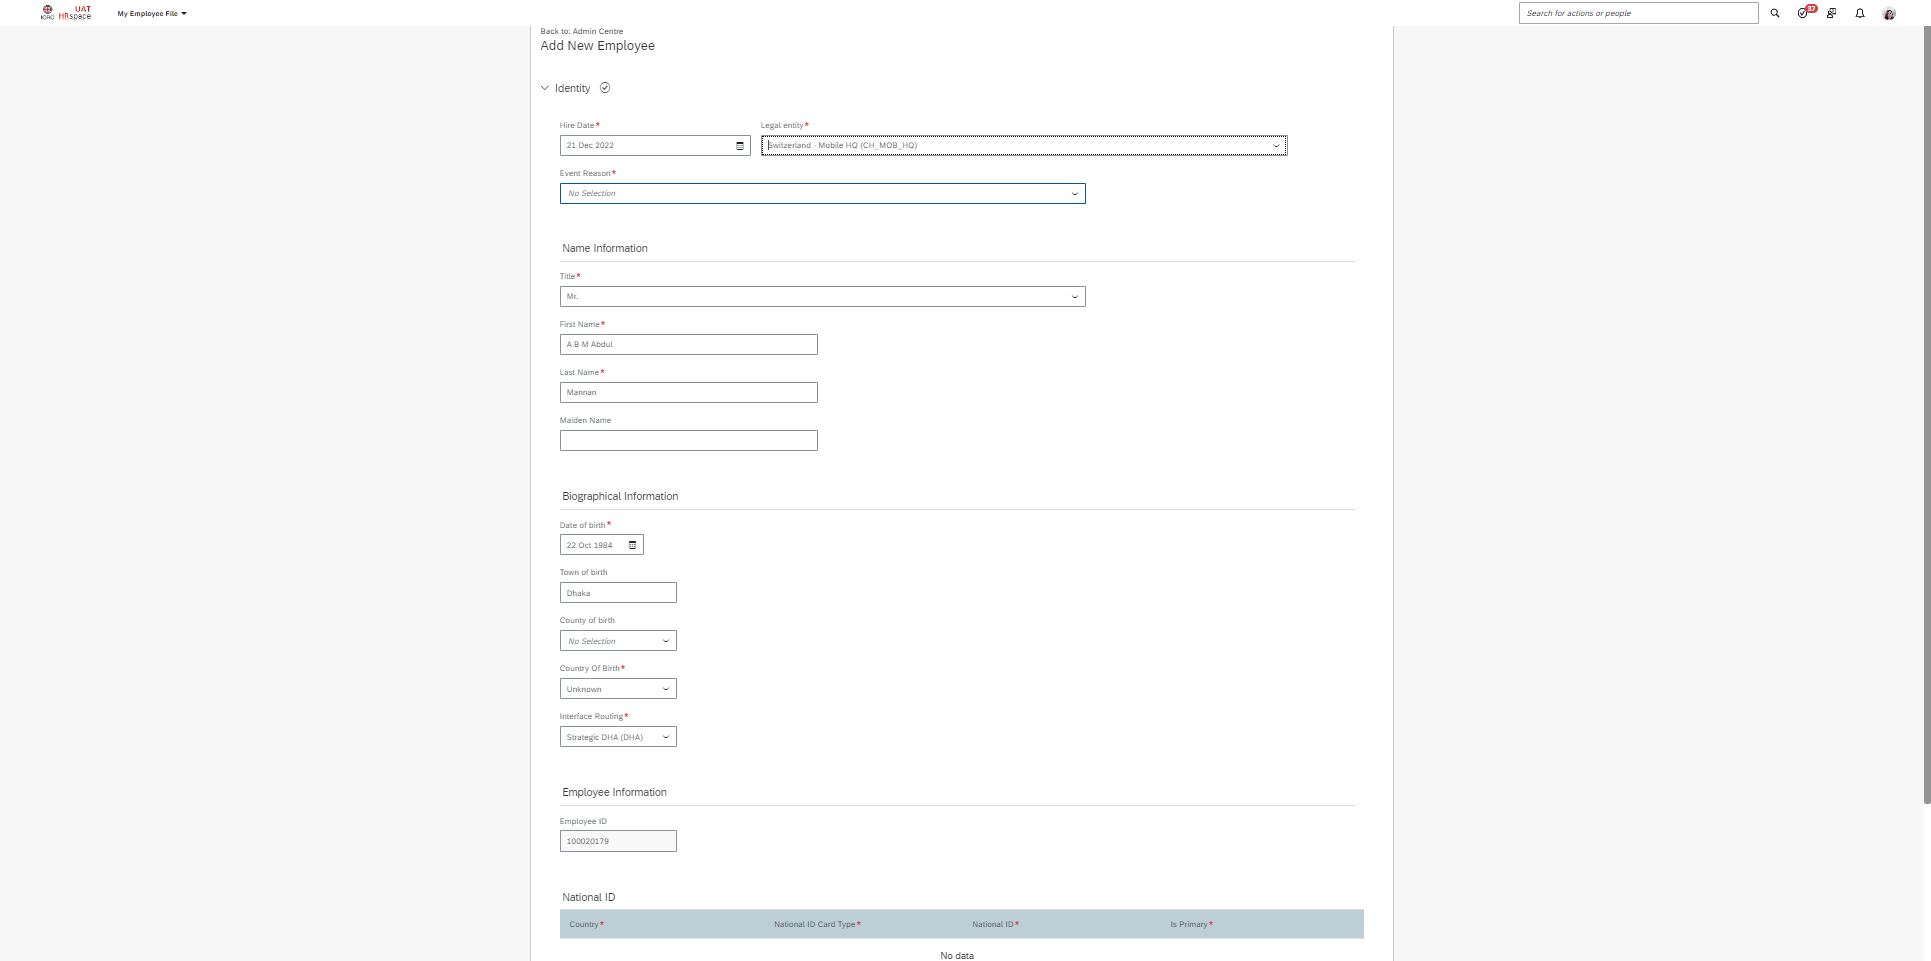 UAT
ICRC HRspace
My Employee File
Search for actions or people
37
Back to: Admin Centre
Add New Employee
Identity
Hire Date* Legal entity*
21 Dec 2022 Switzerland - Mobile HQ (CH_MOB_HQ)
Event Reason*
No Selection
Name Information
Title*
Mr.
First Name*
A B M Abdul
Last Name*
Mannan
Maiden Name
Biographical Information
Date of birth*
22 Oct 1984
Town of birth
Dhaka
County of birth
No Selection
Country Of Birth*
Unknown
Interface Routing*
Strategic DHA (DHA)
Employee Information
Employee ID
100020179
National ID
Country* National ID Card Type* National ID* Is Primary*
No data